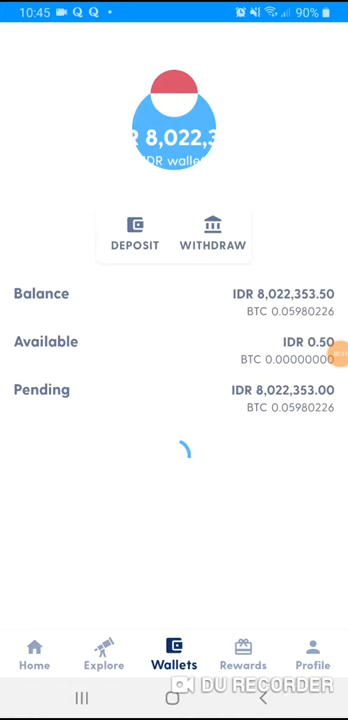 10:45
90%
R 8,022,3
IDR wallet
DEPOSIT WITHDRAW
Balance IDR 8,022,353.50
BTC 0.05980226
Available IDR 0.50
BTC 0.00000000
Pending IDR 8,022,353.00
BTC 0.05980226
Home Explore Wallets Rewards Profile
DU RECORDER